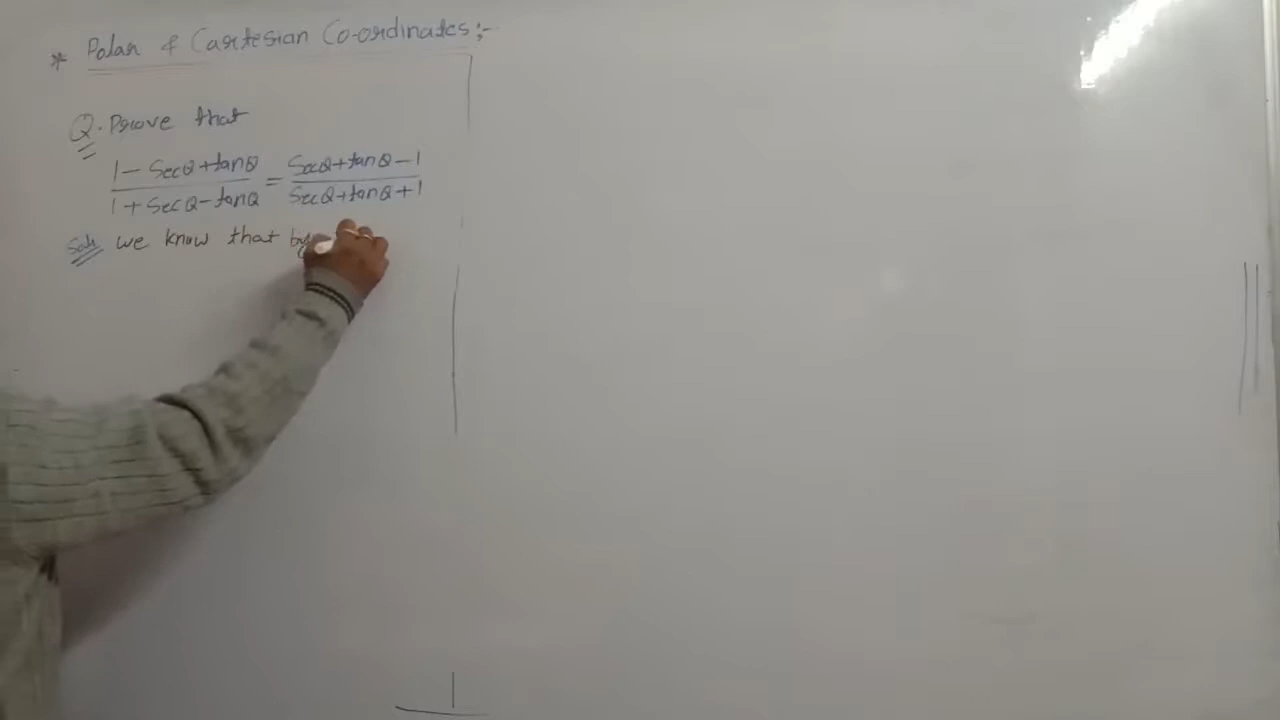 * Polar & Cartesian Co-ordinates:-
Q. Prove that
1 - Secθ + tanθ / 1 + Secθ - tanθ = Secθ + tanθ - 1 / Secθ + tanθ + 1
Sol: we know that by